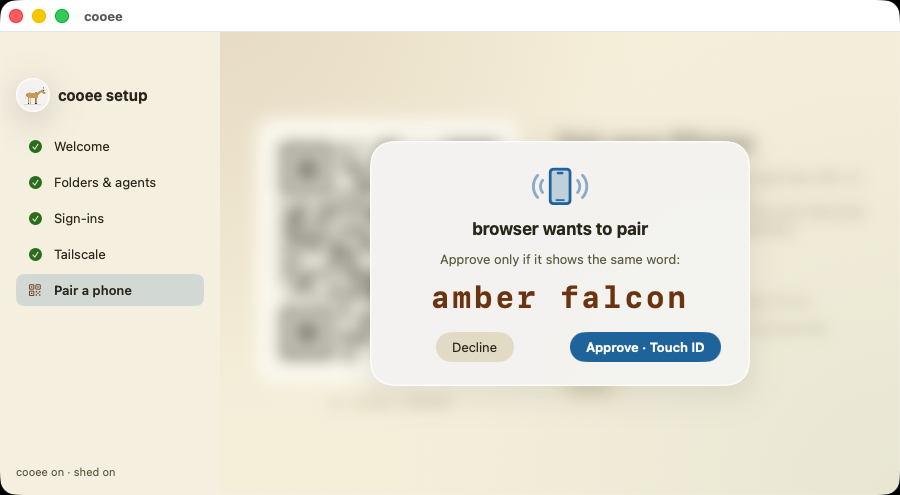 cooee
cooee setup
Welcome
Folders & agents
Sign-ins
Tailscale
Pair a phone
cooee on · shed on
browser wants to pair
Approve only if it shows the same word:
amber falcon
Decline
Approve · Touch ID